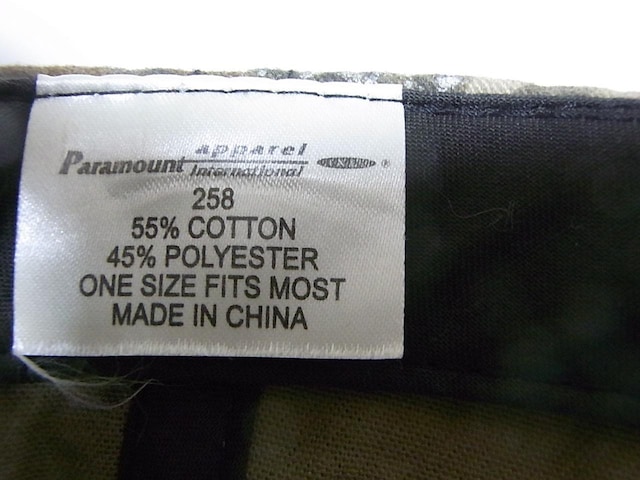 Paramount apparel
international
258
55% COTTON
45% POLYESTER
ONE SIZE FITS MOST
MADE IN CHINA